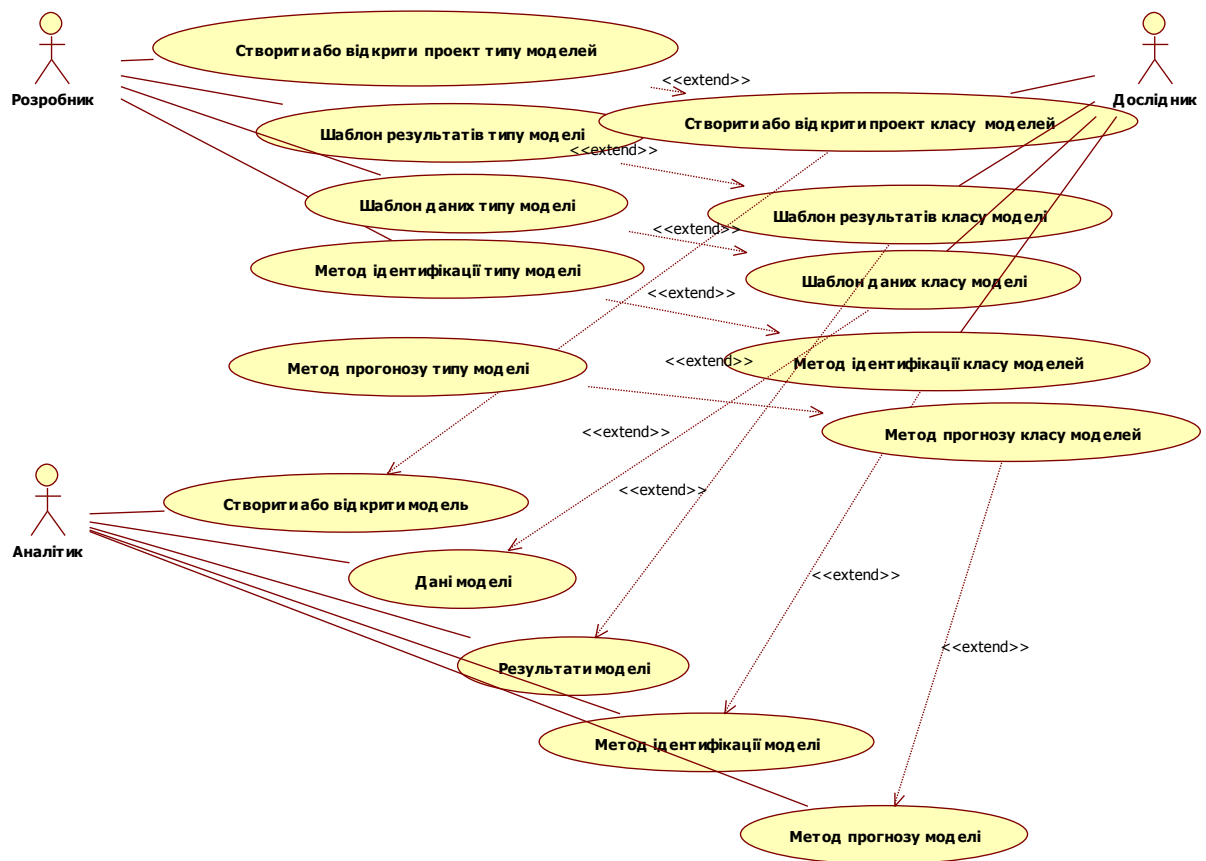 Створити або відкрити проект типу моделей
<<extend>>
Розробник
Дослідник
Шаблон результатів типу моделі
Створити або відкрити проект класу моделей
<<extend>>
Шаблон даних типу моделі
Шаблон результатів класу моделі
<<extend>>
Метод ідентифікації типу моделі
Шаблон даних класу моделі
<<extend>>
Метод прогонозу типу моделі
<<extend>>
Метод ідентифікації класу моделей
<<extend>>
Метод прогнозу класу моделей
<<extend>>
Створити або відкрити модель
Аналітик
Дані моделі
<<extend>>
<<extend>>
Результати моделі
Метод ідентифікації моделі
Метод прогнозу моделі